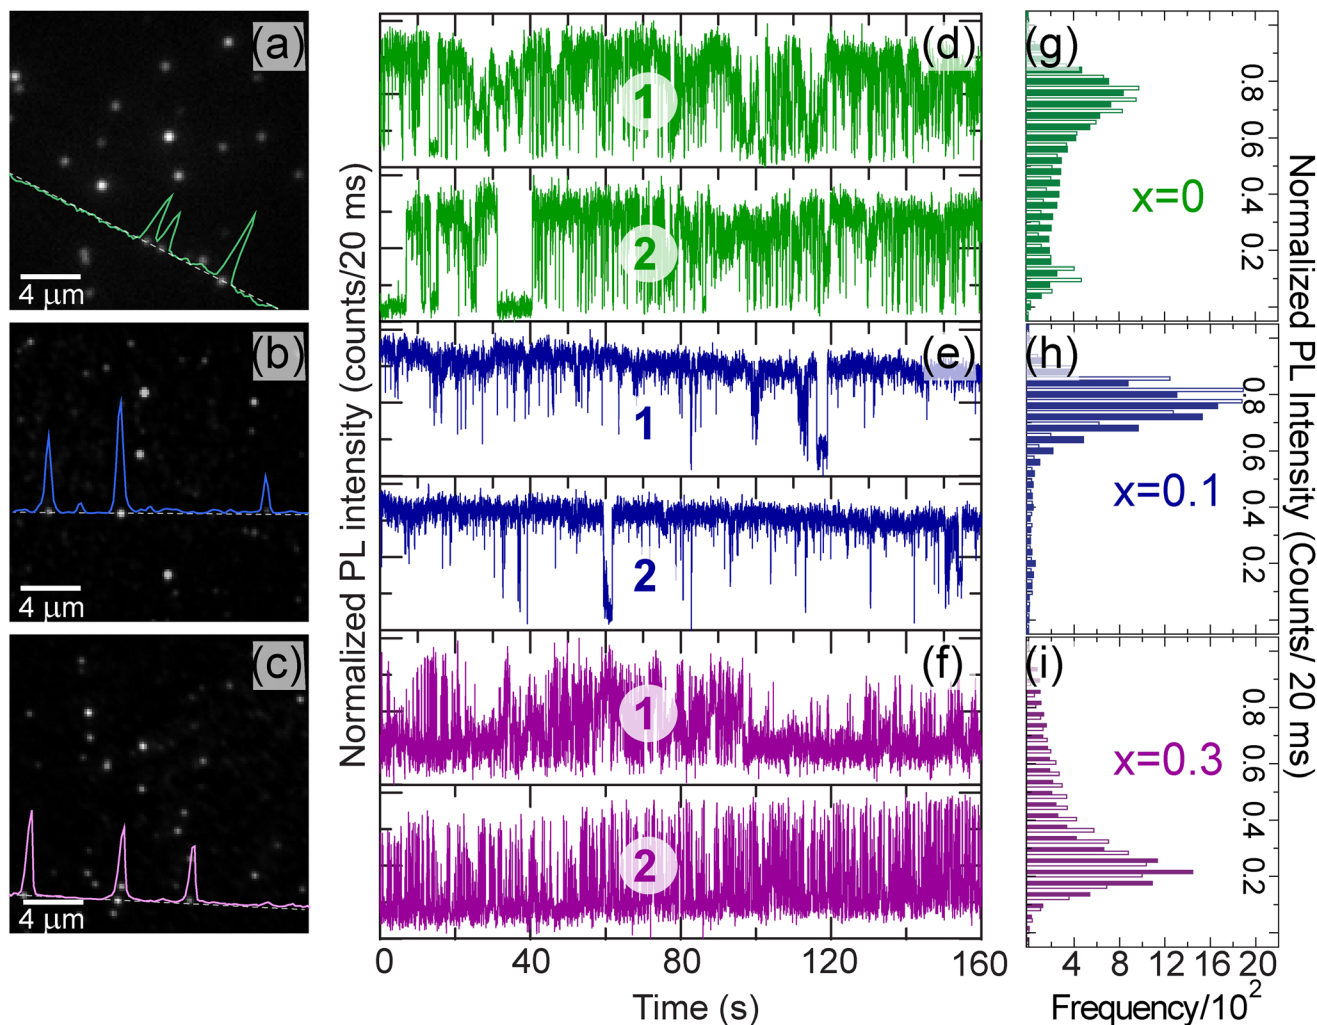 (a)
4 μm
(b)
4 μm
(c)
4 μm
Normalized PL intensity (counts/20 ms)
(d)
1
2
(e)
1
2
(f)
1
2
0 40 80 120 160
Time (s)
(g)
x=0
0.8
0.6
0.4
0.2
(h)
x=0.1
0.8
0.6
0.4
0.2
(i)
x=0.3
0.8
0.6
0.4
0.2
4 8 12 16 20
Frequency/10²
Normalized PL Intensity (Counts/ 20 ms)